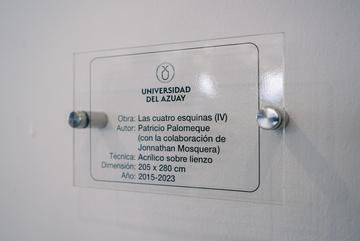 UNIVERSIDAD
DEL AZUAY
Obra: Las cuatro esquinas (IV)
Autor: Patricio Palomeque
(con la colaboración de
Jonnathan Mosquera)
Técnica: Acrílico sobre lienzo
Dimensión: 205 x 280 cm
Año: 2015-2023